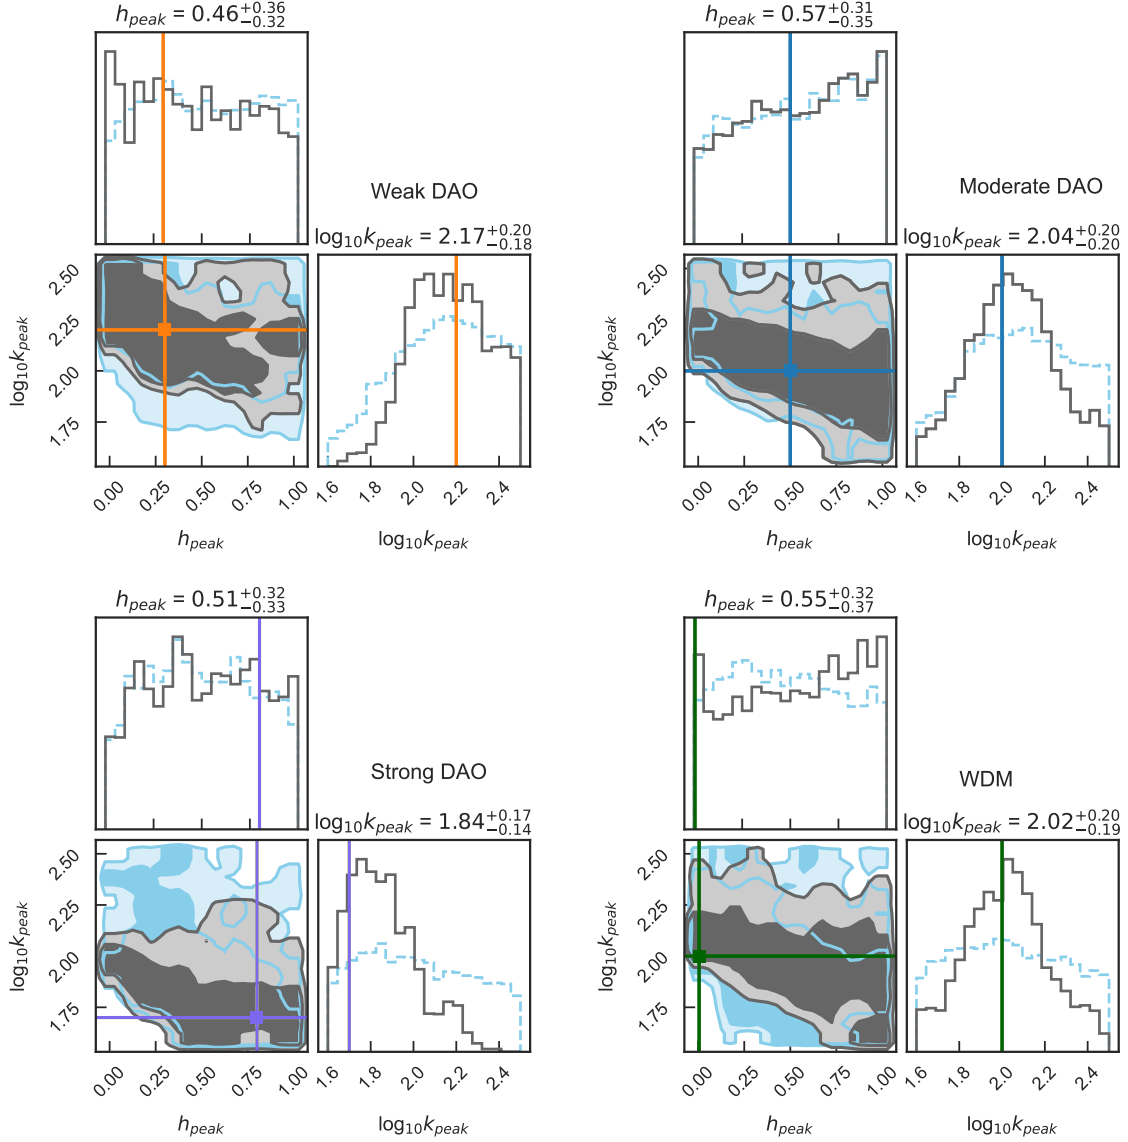 h_peak = 0.46^{+0.36}_{-0.32}
Weak DAO
log₁₀k_peak = 2.17^{+0.20}_{-0.18}
log₁₀k_peak
2.50
2.25
2.00
1.75
0.00 0.25 0.50 0.75 1.00
h_peak
1.6 1.8 2.0 2.2 2.4
log₁₀k_peak
h_peak = 0.57^{+0.31}_{-0.35}
Moderate DAO
log₁₀k_peak = 2.04^{+0.20}_{-0.20}
log₁₀k_peak
2.50
2.25
2.00
1.75
0.00 0.25 0.50 0.75 1.00
h_peak
1.6 1.8 2.0 2.2 2.4
log₁₀k_peak
h_peak = 0.51^{+0.32}_{-0.33}
Strong DAO
log₁₀k_peak = 1.84^{+0.17}_{-0.14}
log₁₀k_peak
2.50
2.25
2.00
1.75
0.00 0.25 0.50 0.75 1.00
h_peak
1.6 1.8 2.0 2.2 2.4
log₁₀k_peak
h_peak = 0.55^{+0.32}_{-0.37}
WDM
log₁₀k_peak = 2.02^{+0.20}_{-0.19}
log₁₀k_peak
2.50
2.25
2.00
1.75
0.00 0.25 0.50 0.75 1.00
h_peak
1.6 1.8 2.0 2.2 2.4
log₁₀k_peak